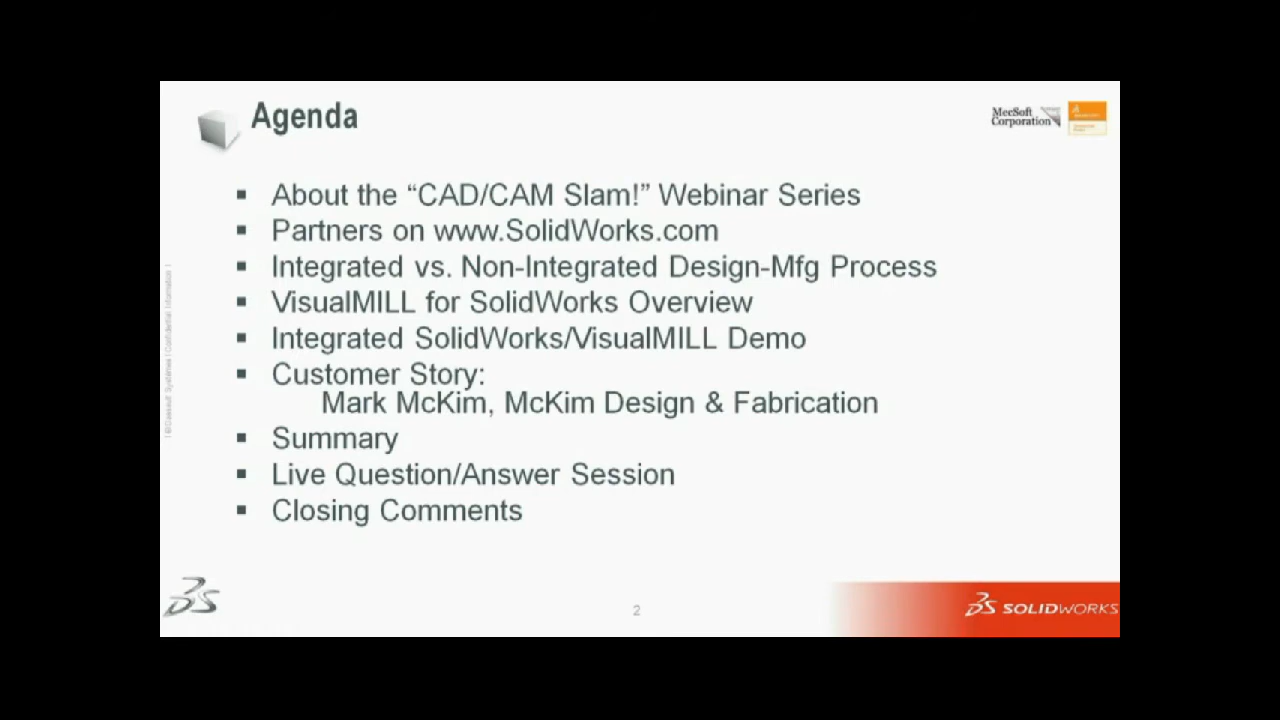 Agenda
MecSoft
Corporation
▪ About the “CAD/CAM Slam!” Webinar Series
▪ Partners on www.SolidWorks.com
▪ Integrated vs. Non-Integrated Design-Mfg Process
▪ VisualMILL for SolidWorks Overview
▪ Integrated SolidWorks/VisualMILL Demo
▪ Customer Story:
Mark McKim, McKim Design & Fabrication
▪ Summary
▪ Live Question/Answer Session
▪ Closing Comments
2
SOLIDWORKS